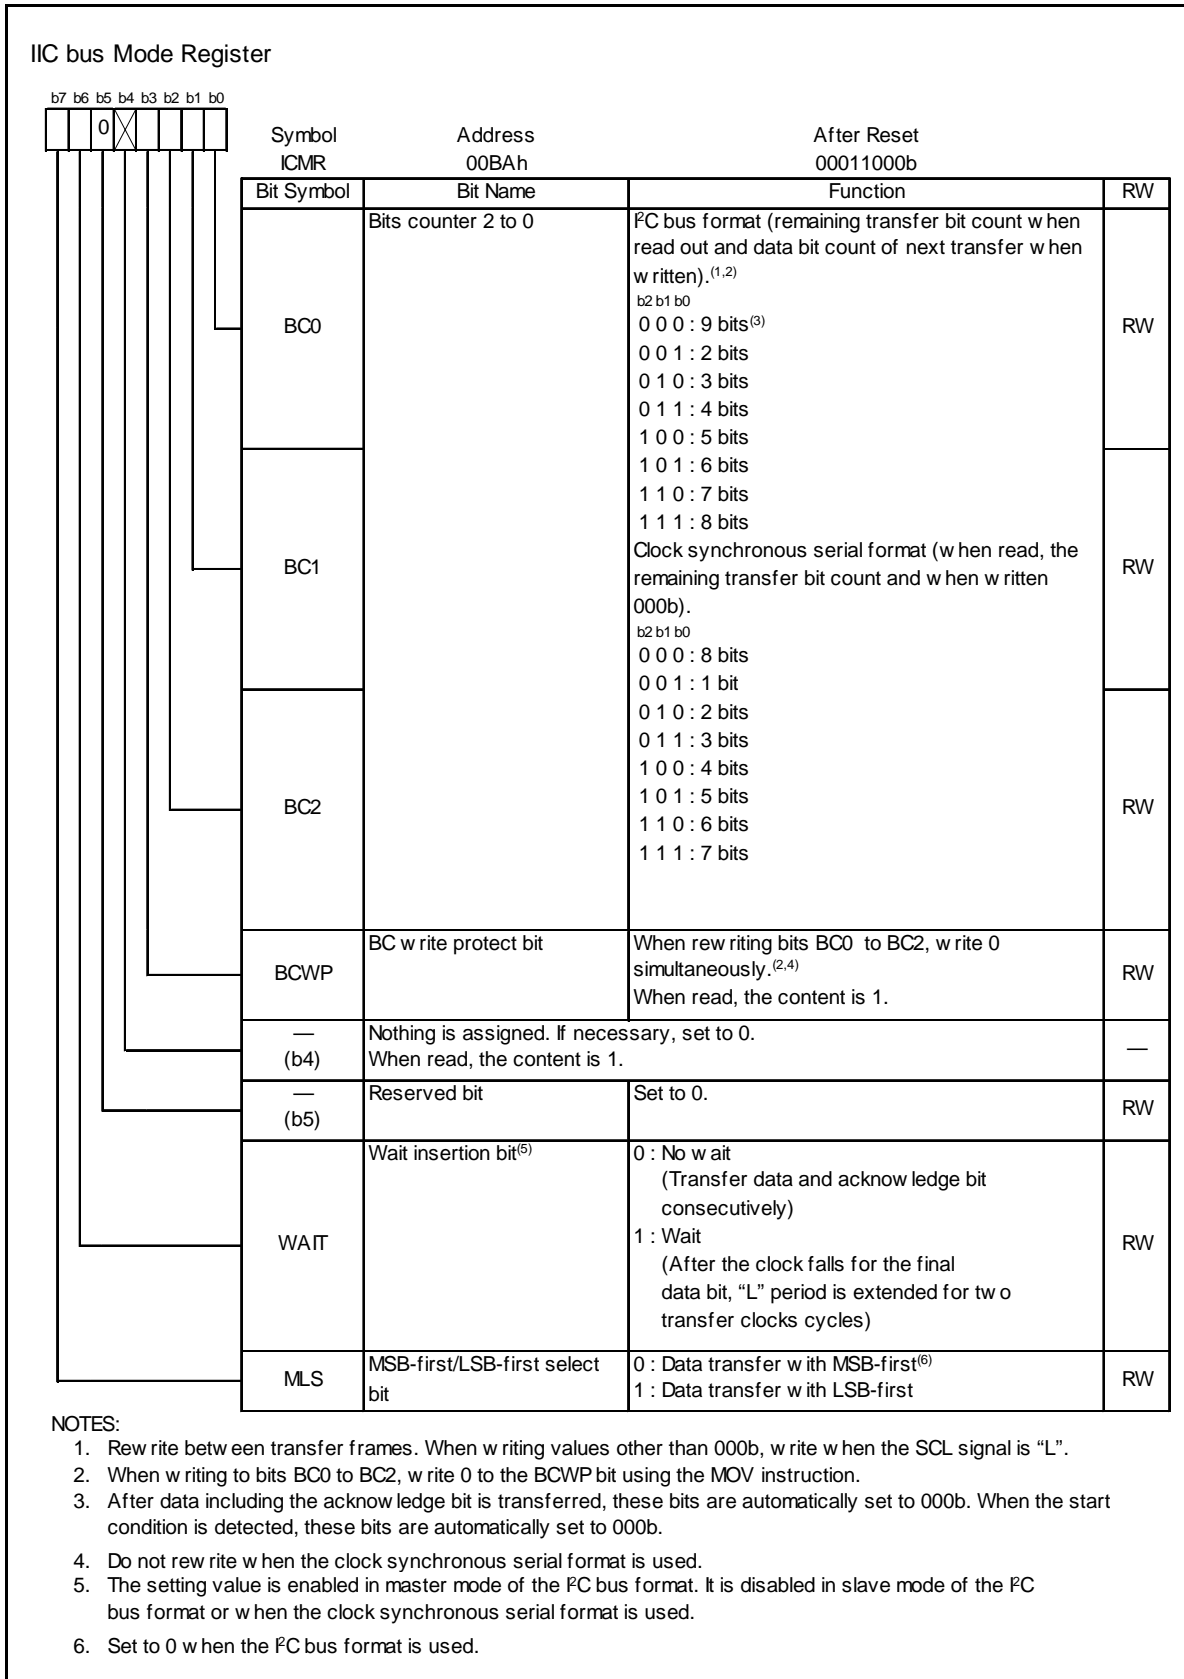 IIC bus Mode Register
b7 b6 b5 b4 b3 b2 b1 b0
0
Symbol Address After Reset
ICMR 00BAh 00011000b
Bit Symbol Bit Name Function RW
BC0 Bits counter 2 to 0 I²C bus format (remaining transfer bit count when
read out and data bit count of next transfer when
written).(1,2)
b2 b1 b0
0 0 0 : 9 bits(3)
RW
0 0 1 : 2 bits
0 1 0 : 3 bits
0 1 1 : 4 bits
1 0 0 : 5 bits
1 0 1 : 6 bits
1 1 0 : 7 bits
1 1 1 : 8 bits
BC1 Clock synchronous serial format (when read, the
remaining transfer bit count and when written
RW
000b).
b2 b1 b0
0 0 0 : 8 bits
0 0 1 : 1 bit
0 1 0 : 2 bits
0 1 1 : 3 bits
1 0 0 : 4 bits
BC2 1 0 1 : 5 bits RW
1 1 0 : 6 bits
1 1 1 : 7 bits
BCWP BC write protect bit When rewriting bits BC0 to BC2, write 0
simultaneously.(2,4)
RW
When read, the content is 1.
— (b4) Nothing is assigned. If necessary, set to 0.
When read, the content is 1.
—
— (b5) Reserved bit Set to 0. RW
WAIT Wait insertion bit(5) 0 : No wait
(Transfer data and acknowledge bit
consecutively)
1 : Wait
RW
(After the clock falls for the final
data bit, “L” period is extended for two
transfer clocks cycles)
MLS MSB-first/LSB-first select
bit
0 : Data transfer with MSB-first(6)
1 : Data transfer with LSB-first
RW
NOTES:
1. Rewrite between transfer frames. When writing values other than 000b, write when the SCL signal is “L”.
2. When writing to bits BC0 to BC2, write 0 to the BCWP bit using the MOV instruction.
3. After data including the acknowledge bit is transferred, these bits are automatically set to 000b. When the start
condition is detected, these bits are automatically set to 000b.
4. Do not rewrite when the clock synchronous serial format is used.
5. The setting value is enabled in master mode of the I²C bus format. It is disabled in slave mode of the I²C
bus format or when the clock synchronous serial format is used.
6. Set to 0 when the I²C bus format is used.